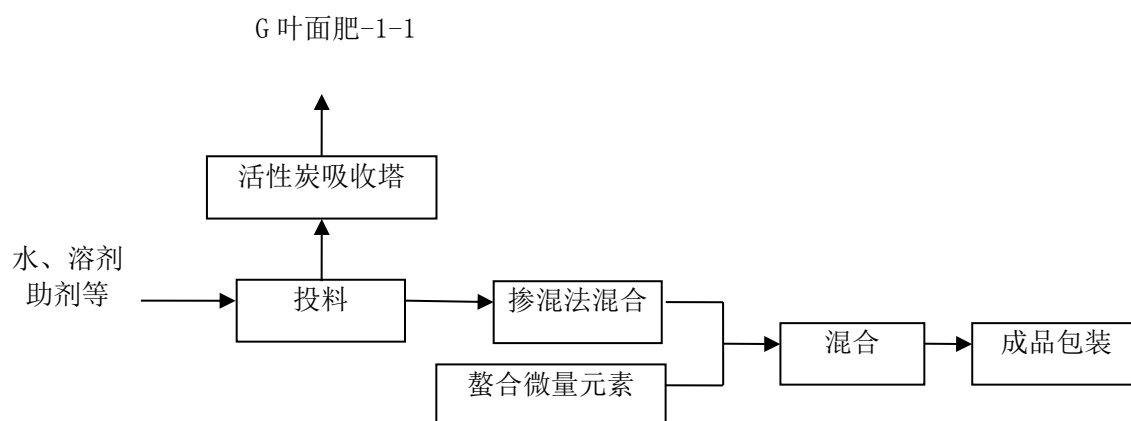 G 叶面肥-1-1
活性炭吸收塔
水、溶剂
助剂等
投料
掺混法混合
混合
成品包装
螯合微量元素